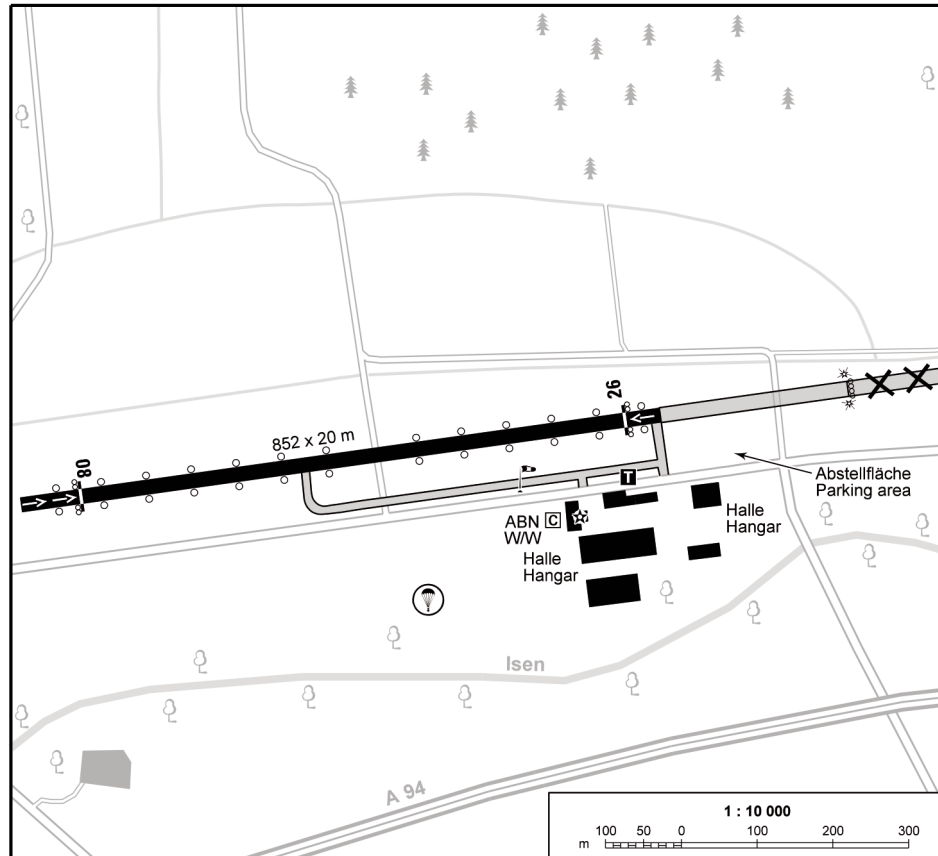 26
852 x 20 m
08
T
Abstellfläche
Parking area
ABN C
W/W
Halle
Hangar
Halle
Hangar
Isen
A 94
1 : 10 000
100 50 0 100 200 300
m